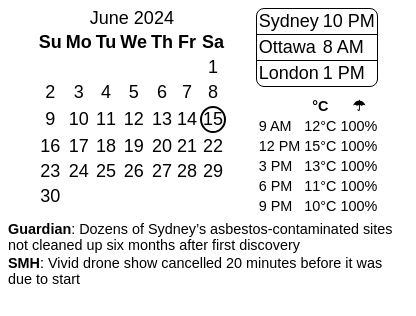 June 2024
Su Mo Tu We Th Fr Sa
1
2 3 4 5 6 7 8
9 10 11 12 13 14 15
16 17 18 19 20 21 22
23 24 25 26 27 28 29
30
Sydney 10 PM
Ottawa 8 AM
London 1 PM
°C ☂
9 AM 12°C 100%
12 PM 15°C 100%
3 PM 13°C 100%
6 PM 11°C 100%
9 PM 10°C 100%
Guardian: Dozens of Sydney’s asbestos-contaminated sites
not cleaned up six months after first discovery
SMH: Vivid drone show cancelled 20 minutes before it was
due to start